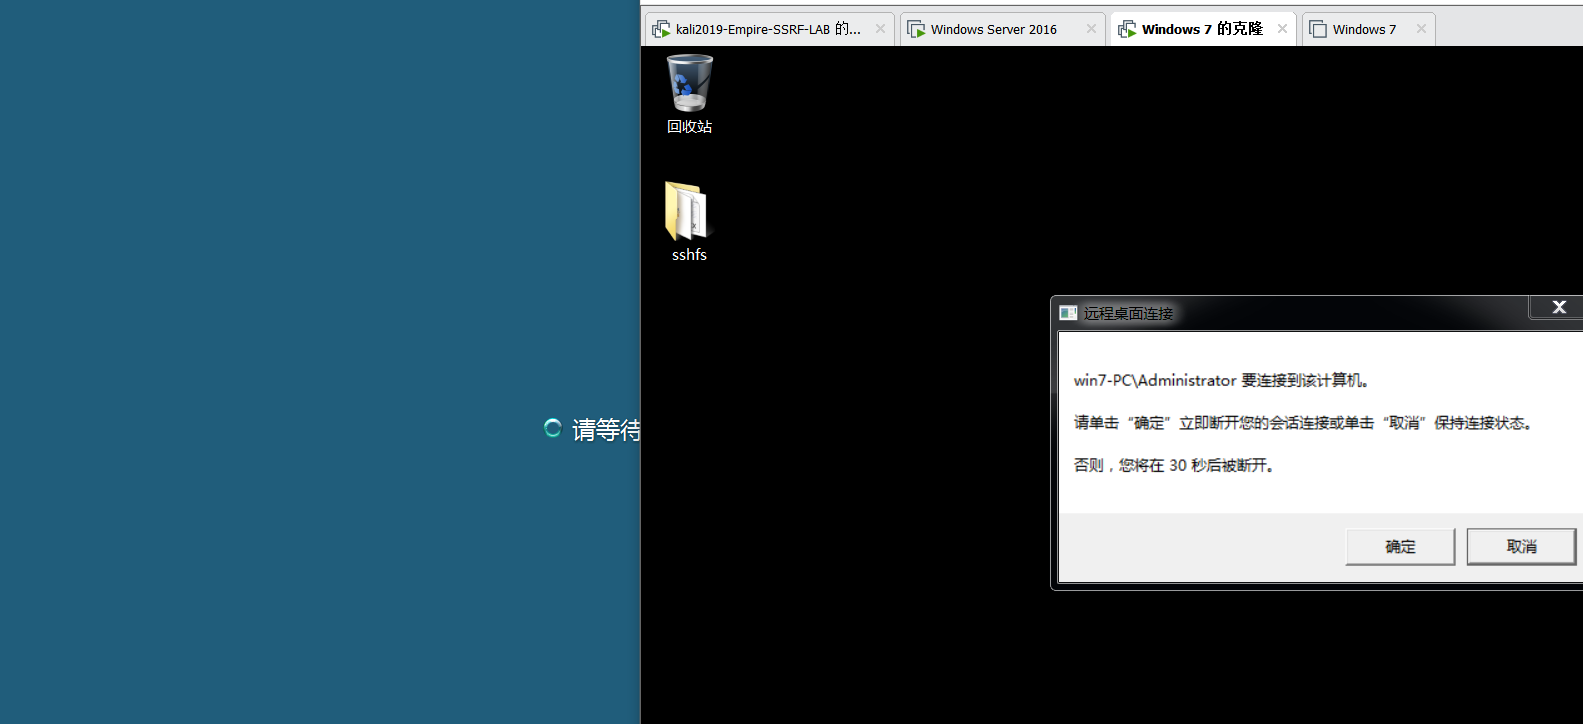 kali2019-Empire-SSRF-LAB 的...
Windows Server 2016
Windows 7 的克隆
Windows 7
回收站
sshfs
请等待
远程桌面连接
win7-PC\Administrator 要连接到该计算机。
请单击“确定”立即断开您的会话连接或单击“取消”保持连接状态。
否则，您将在 30 秒后被断开。
确定
取消